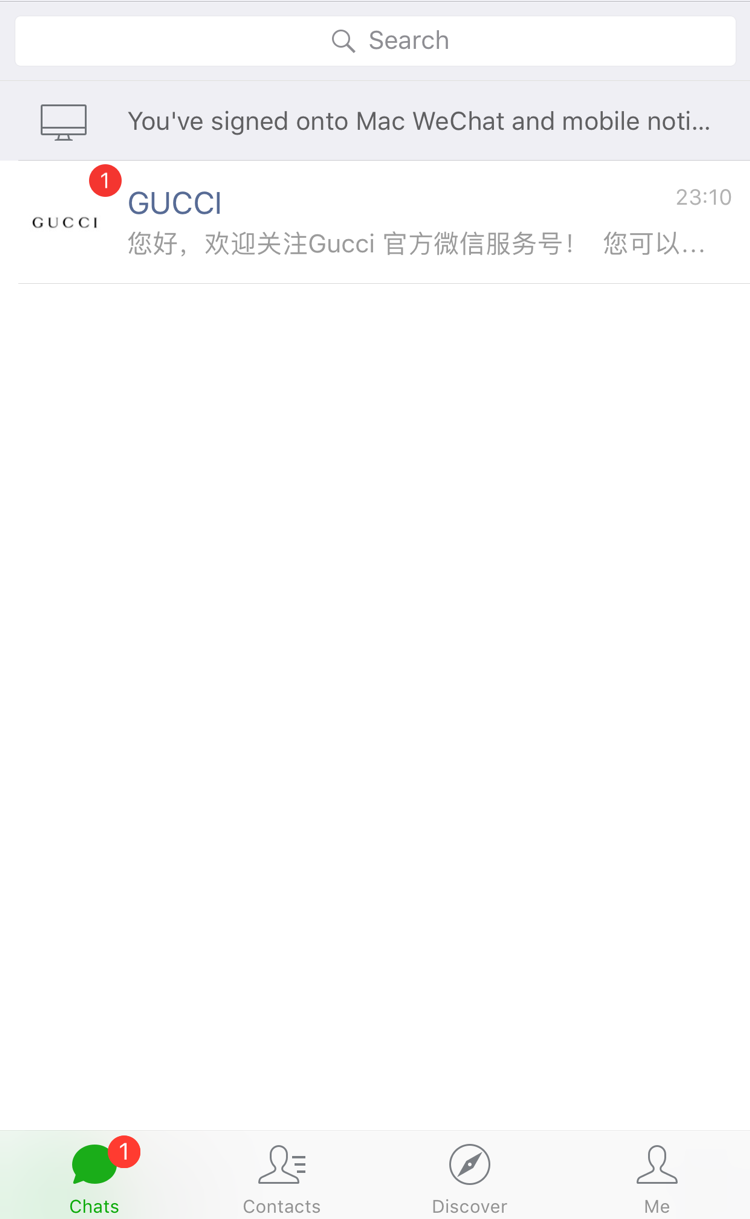 Search
You've signed onto Mac WeChat and mobile noti...
1
GUCCI
GUCCI
23:10
您好，欢迎关注Gucci 官方微信服务号！ 您可以...
1
Chats
Contacts
Discover
Me